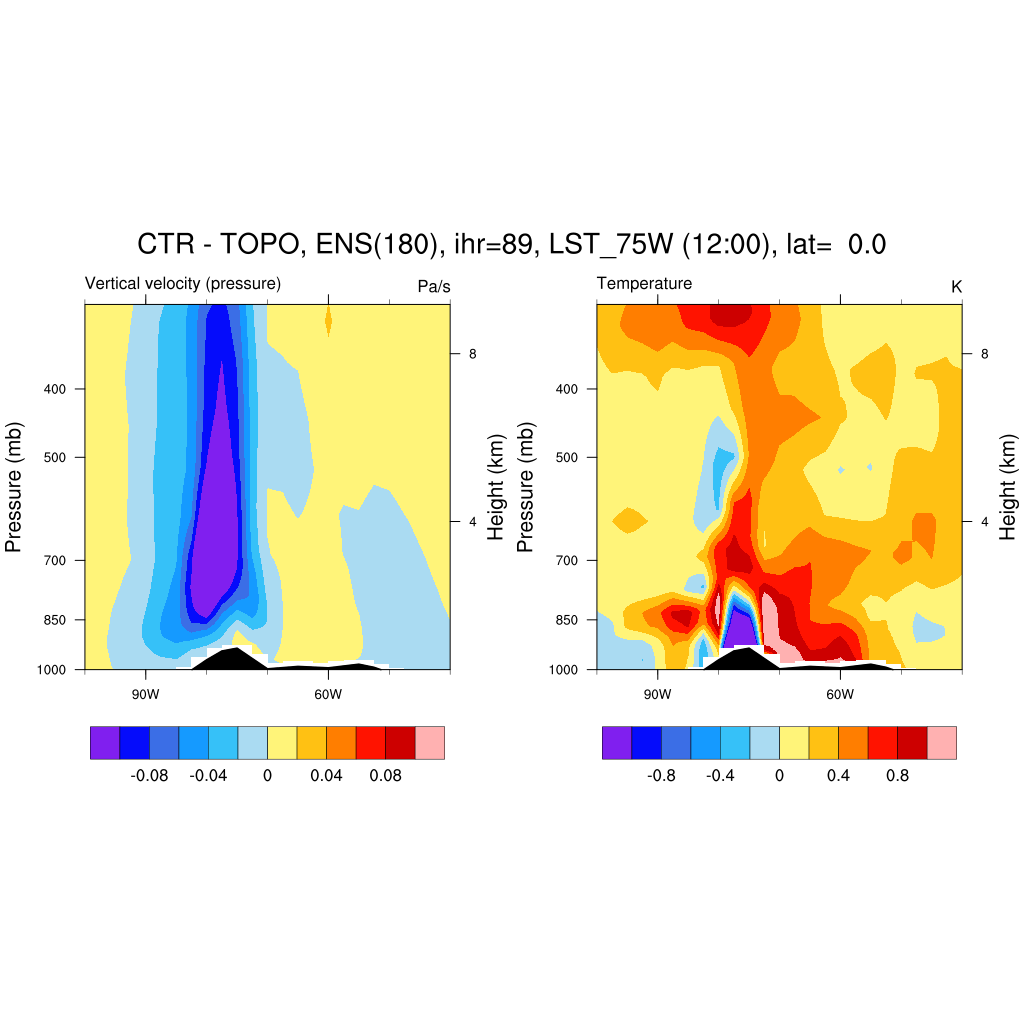 CTR - TOPO, ENS(180), ihr=89, LST_75W (12:00), lat=  0.0
Vertical velocity (pressure)
Pa/s
Pressure (mb)
400
500
700
850
1000
8
4
Height (km)
90W
60W
-0.08
-0.04
0
0.04
0.08
Temperature
K
Pressure (mb)
400
500
700
850
1000
8
4
Height (km)
90W
60W
-0.8
-0.4
0
0.4
0.8